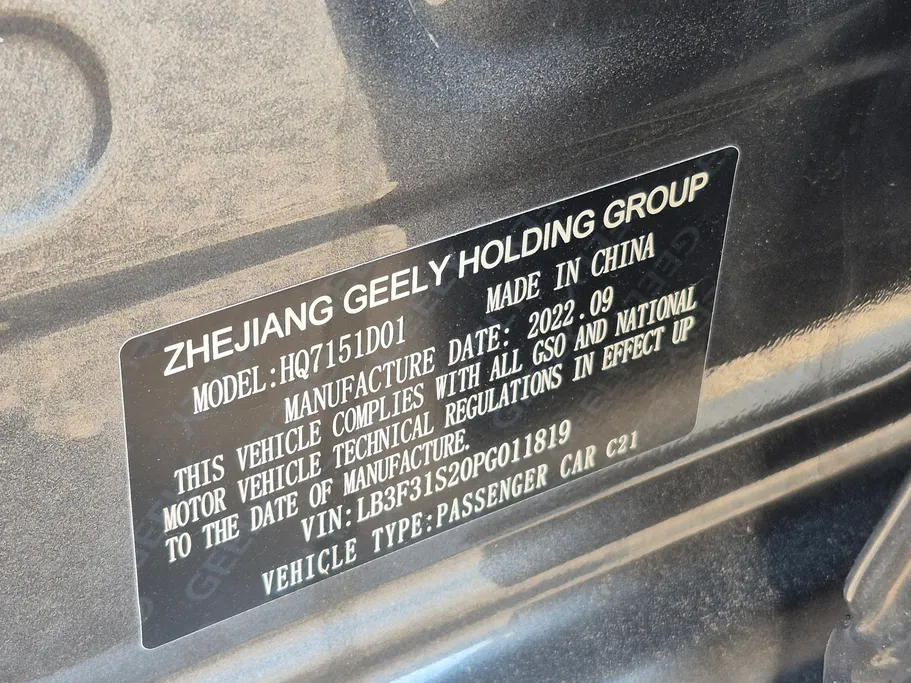 ZHEJIANG GEELY HOLDING GROUP
MODEL:HQ7151D01 MADE IN CHINA
MANUFACTURE DATE: 2022.09
THIS VEHICLE COMPLIES WITH ALL GSO AND NATIONAL
MOTOR VEHICLE TECHNICAL REGULATIONS IN EFFECT UP
TO THE DATE OF MANUFACTURE.
VIN:LB3F31S20PG011819
VEHICLE TYPE:PASSENGER CAR C21